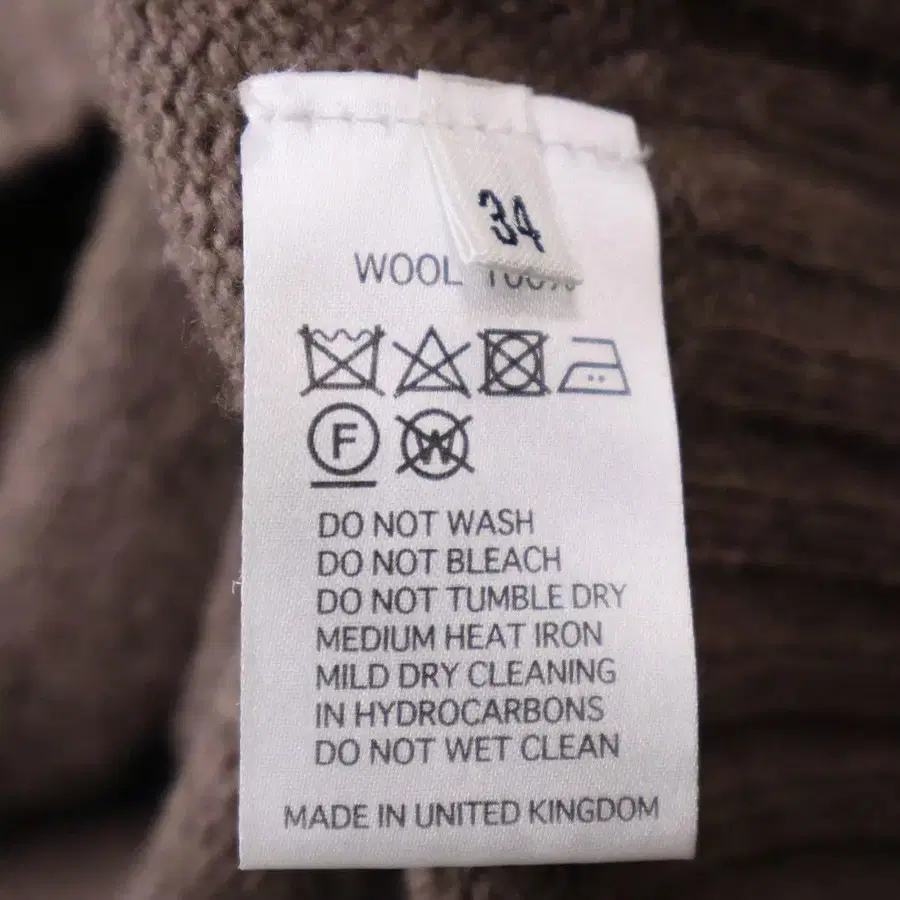 34
WOOL 100%
F
W
DO NOT WASH
DO NOT BLEACH
DO NOT TUMBLE DRY
MEDIUM HEAT IRON
MILD DRY CLEANING
IN HYDROCARBONS
DO NOT WET CLEAN
MADE IN UNITED KINGDOM